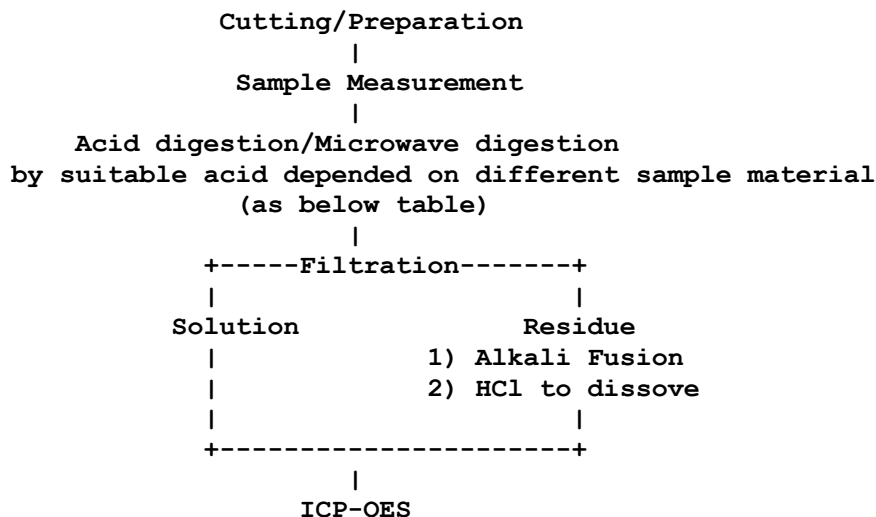 Cutting/Preparation
|
Sample Measurement
|
Acid digestion/Microwave digestion
by suitable acid depended on different sample material
(as below table)
|
+-----Filtration-------+
| |
Solution Residue
| 1) Alkali Fusion
| 2) HCl to dissove
| |
+----------------------+
|
ICP-OES